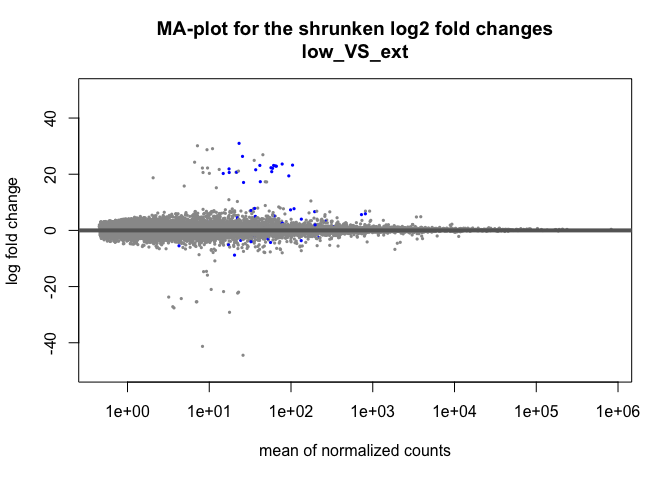 MA-plot for the shrunken log2 fold changes
low_VS_ext
log fold change
40
20
0
-20
-40
1e+00 1e+01 1e+02 1e+03 1e+04 1e+05 1e+06
mean of normalized counts